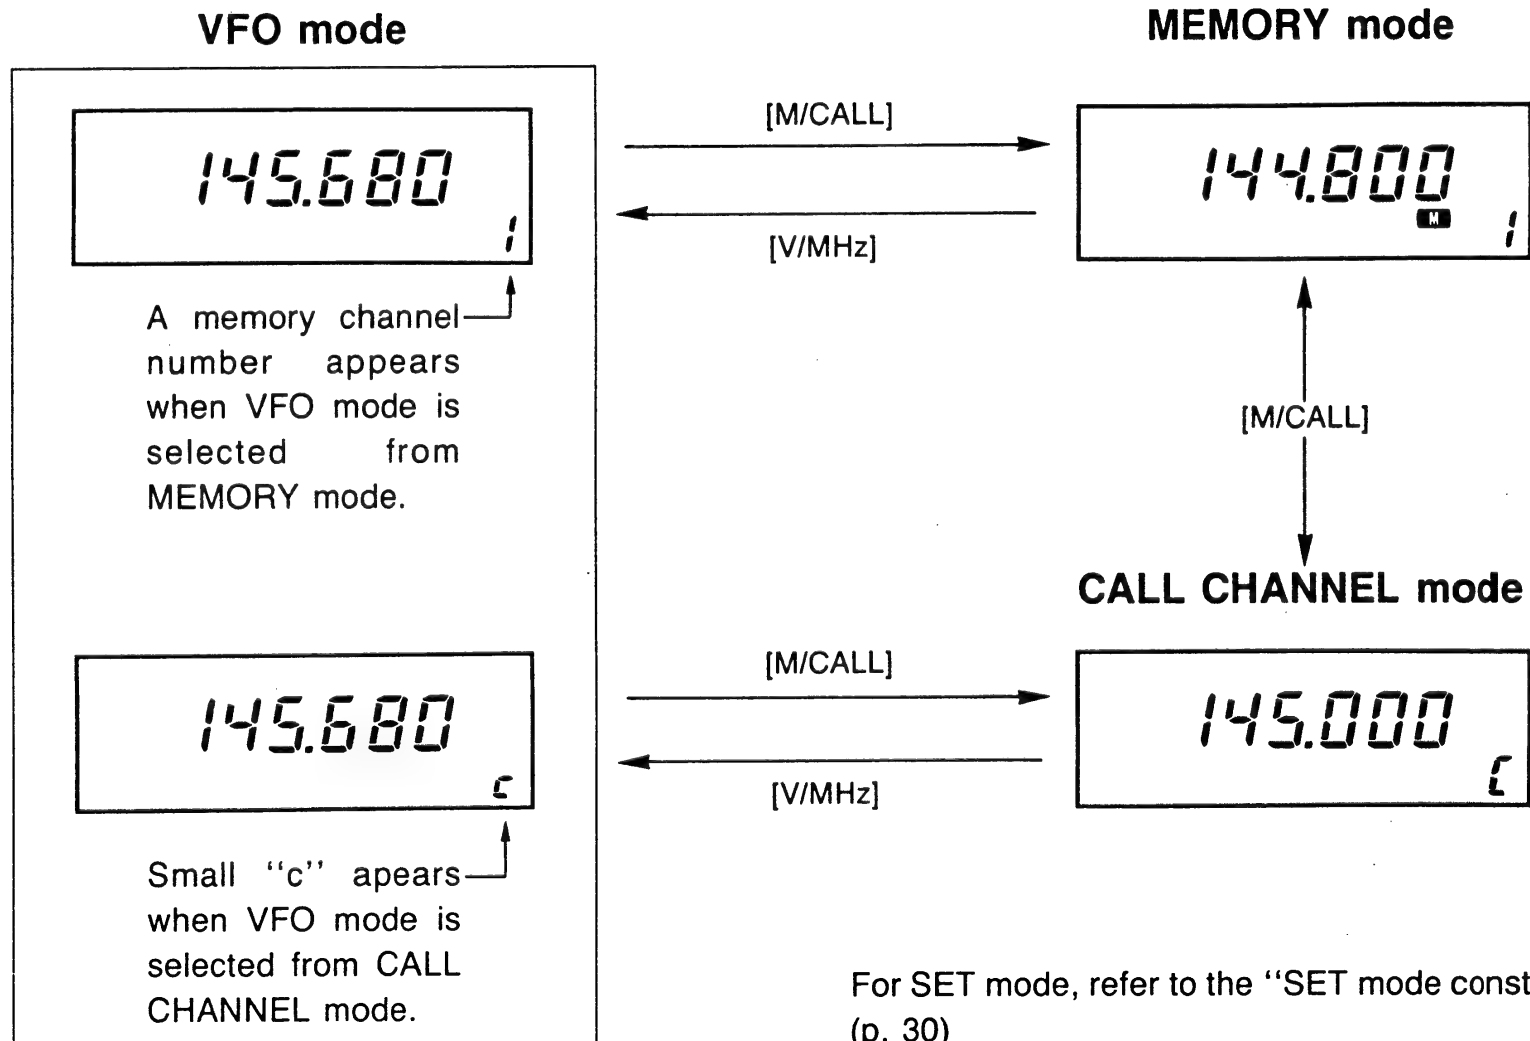 VFO mode
MEMORY mode
145.680
1
[M/CALL]
[V/MHz]
144.800
M
1
A memory channel
number appears
when VFO mode is
selected from
MEMORY mode.
[M/CALL]
CALL CHANNEL mode
145.680
c
[M/CALL]
[V/MHz]
145.000
C
Small ‘‘c’’ apears
when VFO mode is
selected from CALL
CHANNEL mode.
For SET mode, refer to the ‘‘SET mode const
(p. 30)